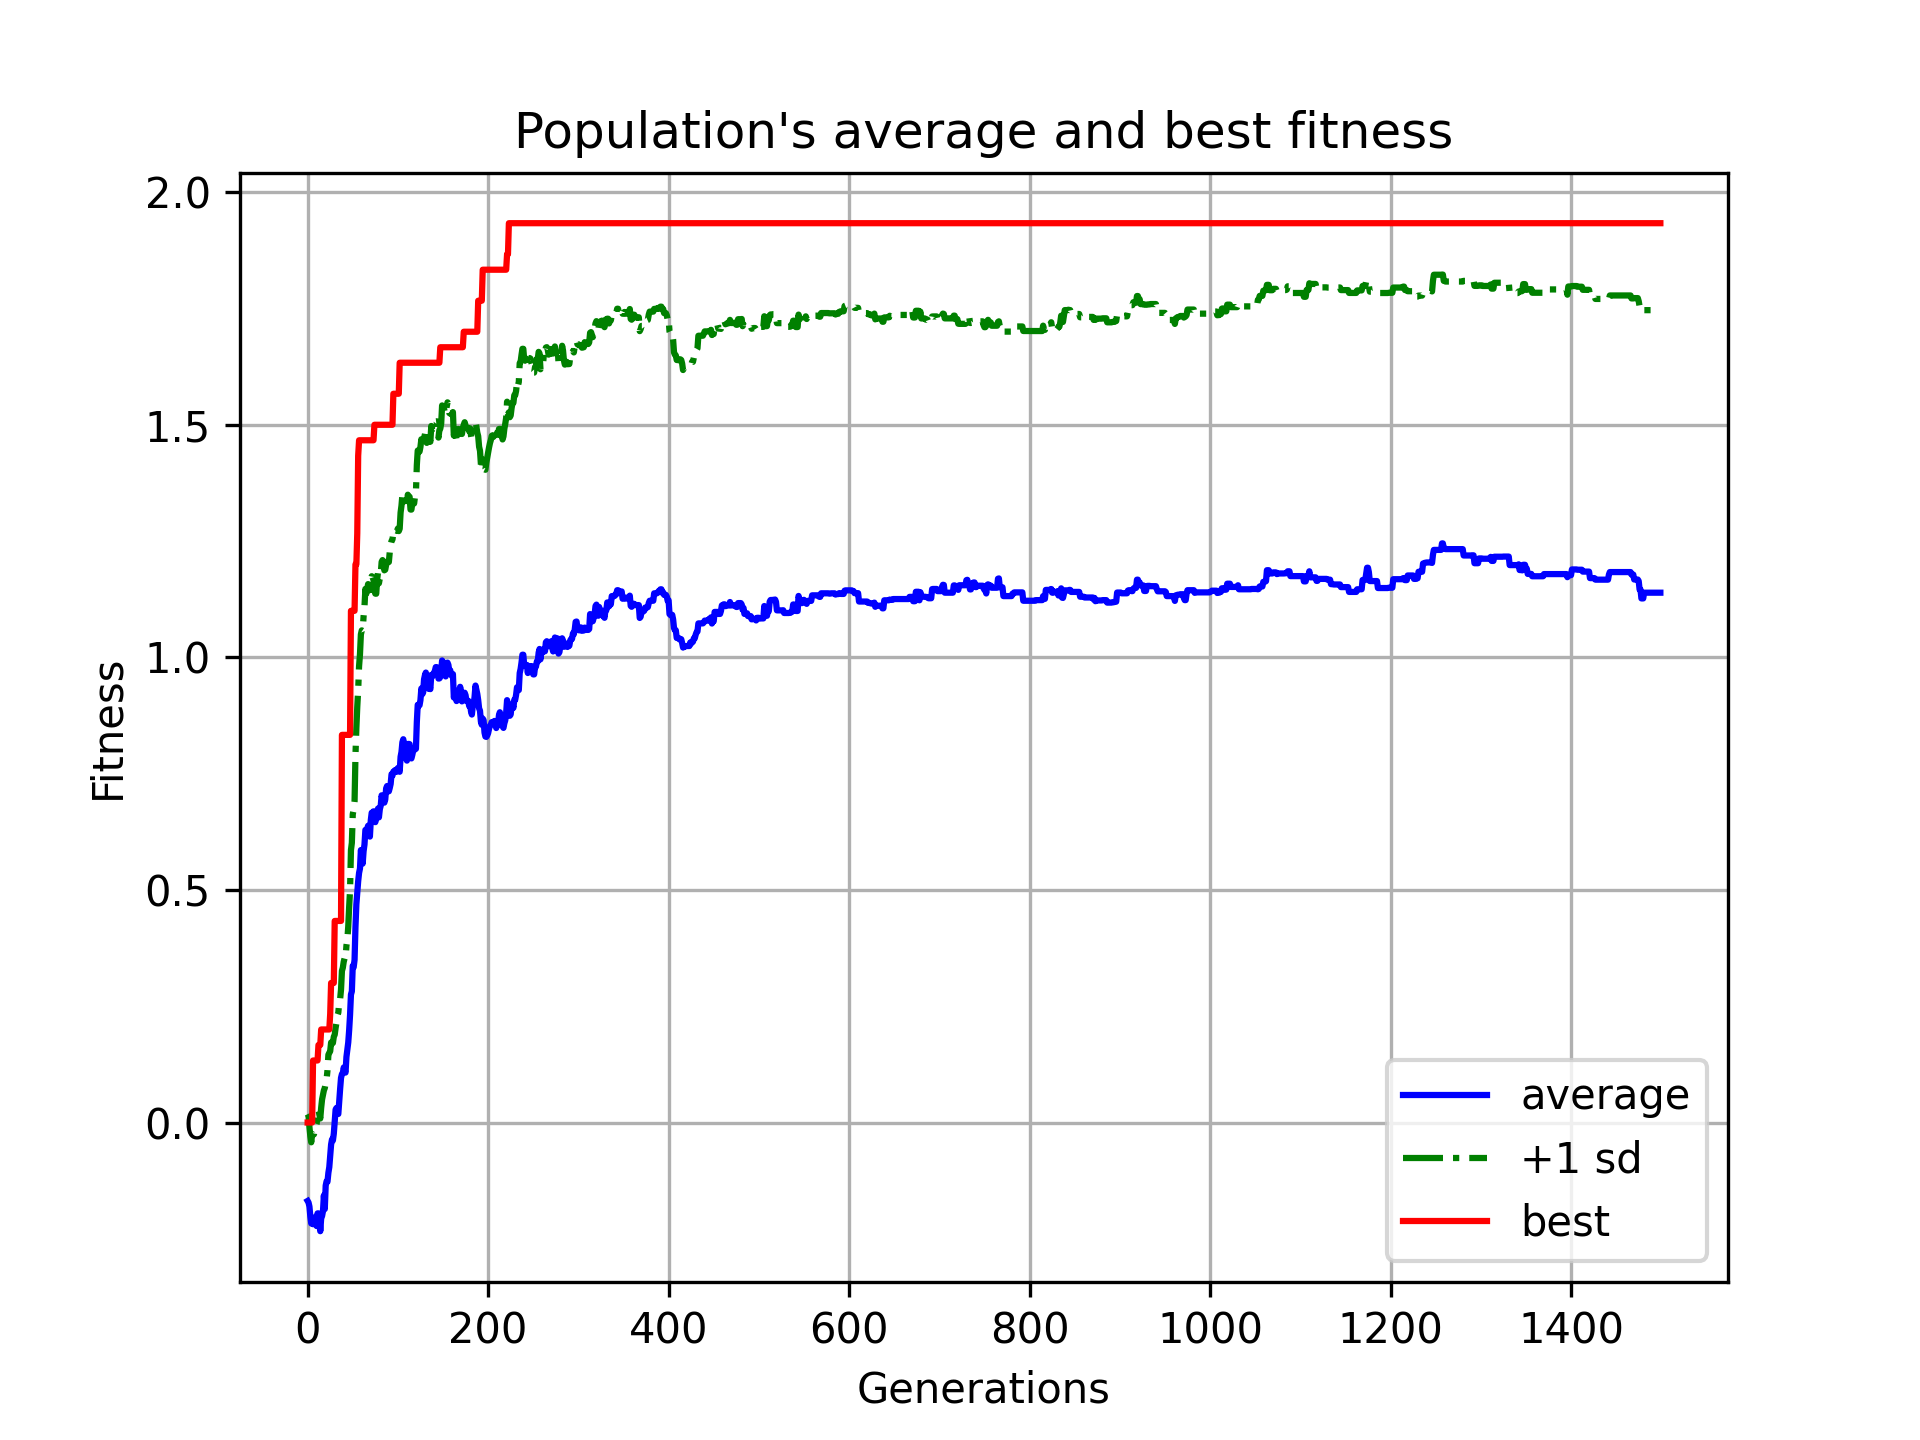 Population's average and best fitness
2.0
1.5
1.0
0.5
0.0
Fitness
0 200 400 600 800 1000 1200 1400
Generations
average
+1 sd
best